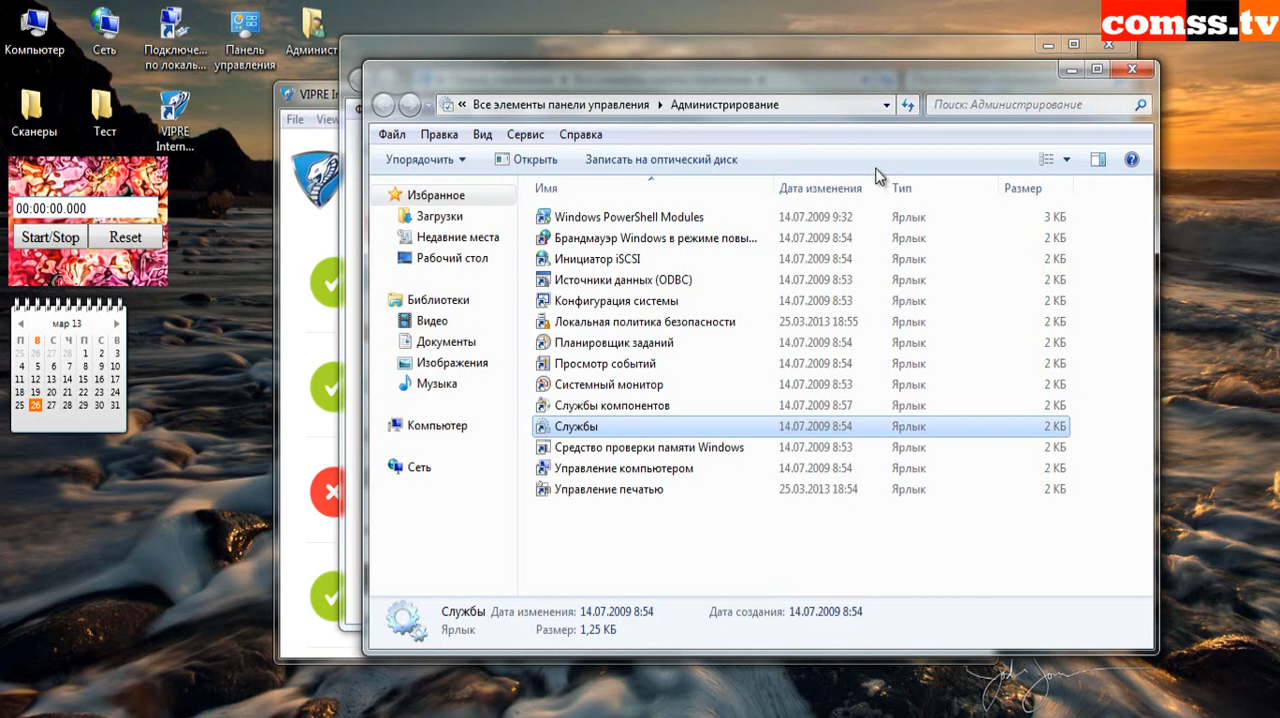 comss.tv
Компьютер
Сеть
Подключе...
по локаль...
Панель
управления
Админист
Сканеры
Тест
VIPRE
Intern...
00:00:00.000
Start/Stop Reset
мар 13
П В С Ч П С В
25 26 27 28 1 2 3
4 5 6 7 8 9 10
11 12 13 14 15 16 17
18 19 20 21 22 23 24
25 26 27 28 29 30 31
VIPRE In
File View
« Все элементы панели управления Администрирование
Поиск: Администрирование
Файл Правка Вид Сервис Справка
Упорядочить Открыть Записать на оптический диск
Избранное
Загрузки
Недавние места
Рабочий стол
Библиотеки
Видео
Документы
Изображения
Музыка
Компьютер
Сеть
Имя Дата изменения Тип Размер
Windows PowerShell Modules 14.07.2009 9:32 Ярлык 3 КБ
Брандмауэр Windows в режиме повы... 14.07.2009 8:54 Ярлык 2 КБ
Инициатор iSCSI 14.07.2009 8:54 Ярлык 2 КБ
Источники данных (ODBC) 14.07.2009 8:53 Ярлык 2 КБ
Конфигурация системы 14.07.2009 8:53 Ярлык 2 КБ
Локальная политика безопасности 25.03.2013 18:55 Ярлык 2 КБ
Планировщик заданий 14.07.2009 8:54 Ярлык 2 КБ
Просмотр событий 14.07.2009 8:54 Ярлык 2 КБ
Системный монитор 14.07.2009 8:53 Ярлык 2 КБ
Службы компонентов 14.07.2009 8:57 Ярлык 2 КБ
Службы 14.07.2009 8:54 Ярлык 2 КБ
Средство проверки памяти Windows 14.07.2009 8:53 Ярлык 2 КБ
Управление компьютером 14.07.2009 8:54 Ярлык 2 КБ
Управление печатью 25.03.2013 18:54 Ярлык 2 КБ
Службы Дата изменения: 14.07.2009 8:54 Дата создания: 14.07.2009 8:54
Ярлык Размер: 1,25 КБ